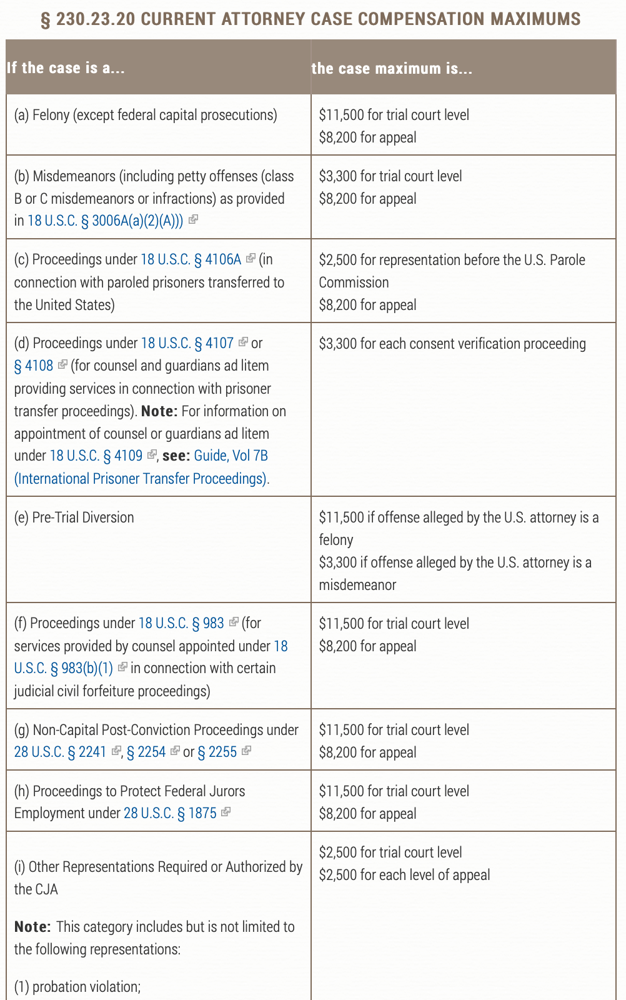 § 230.23.20 CURRENT ATTORNEY CASE COMPENSATION MAXIMUMS
If the case is a...
the case maximum is...
(a) Felony (except federal capital prosecutions)
$11,500 for trial court level
$8,200 for appeal
(b) Misdemeanors (including petty offenses (class
B or C misdemeanors or infractions) as provided
in 18 U.S.C. § 3006A(a)(2)(A)))
$3,300 for trial court level
$8,200 for appeal
(c) Proceedings under 18 U.S.C. § 4106A (in
connection with paroled prisoners transferred to
the United States)
$2,500 for representation before the U.S. Parole
Commission
$8,200 for appeal
(d) Proceedings under 18 U.S.C. § 4107 or
§ 4108 (for counsel and guardians ad litem
providing services in connection with prisoner
transfer proceedings). Note: For information on
appointment of counsel or guardians ad litem
under 18 U.S.C. § 4109, see: Guide, Vol 7B
(International Prisoner Transfer Proceedings).
$3,300 for each consent verification proceeding
(e) Pre-Trial Diversion
$11,500 if offense alleged by the U.S. attorney is a
felony
$3,300 if offense alleged by the U.S. attorney is a
misdemeanor
(f) Proceedings under 18 U.S.C. § 983 (for
services provided by counsel appointed under 18
U.S.C. § 983(b)(1) in connection with certain
judicial civil forfeiture proceedings)
$11,500 for trial court level
$8,200 for appeal
(g) Non-Capital Post-Conviction Proceedings under
28 U.S.C. § 2241, § 2254 or § 2255
$11,500 for trial court level
$8,200 for appeal
(h) Proceedings to Protect Federal Jurors
Employment under 28 U.S.C. § 1875
$11,500 for trial court level
$8,200 for appeal
(i) Other Representations Required or Authorized by
the CJA
Note: This category includes but is not limited to
the following representations:
(1) probation violation;
$2,500 for trial court level
$2,500 for each level of appeal